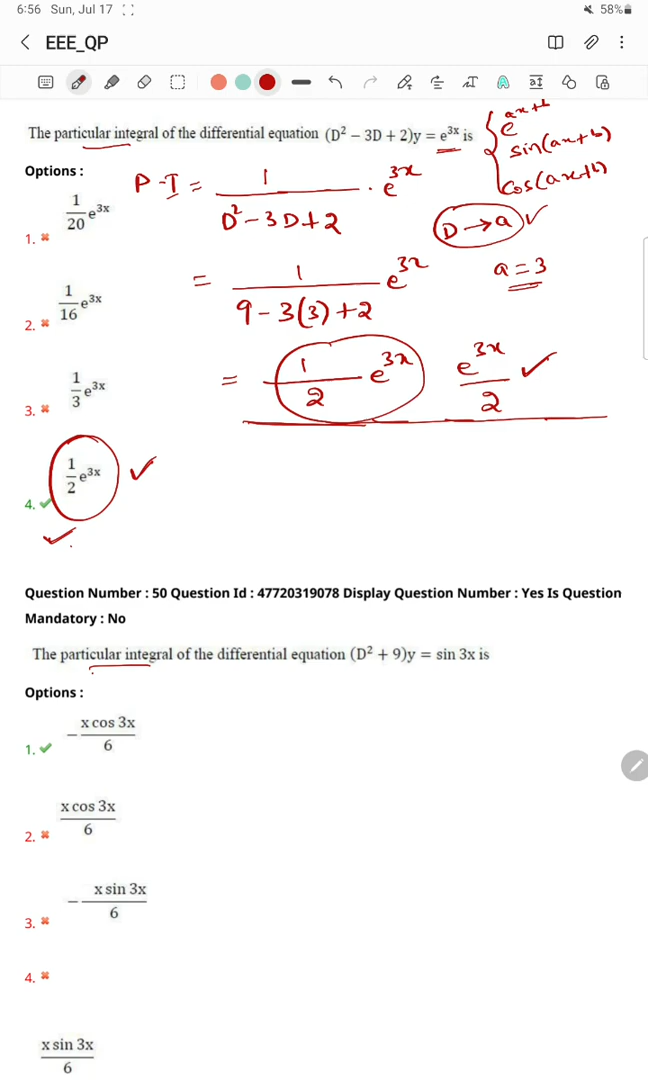 6:56 Sun, Jul 17 58%
EEE_QP
The particular integral of the differential equation (D² – 3D + 2)y = e³ˣ is
e^(ax+b)
sin(ax+b)
cos(ax+b)
Options :
P-I = 1/(D²-3D+2) · e³ˣ
D→a ✓
1. ✖ 1/20 e³ˣ
= 1/(9-3(3)+2) e³ˣ
a=3
2. ✖ 1/16 e³ˣ
= 1/2 e³ˣ e³ˣ/2 ✓
3. ✖ 1/3 e³ˣ
4. ✔ 1/2 e³ˣ ✓
Question Number : 50 Question Id : 47720319078 Display Question Number : Yes Is Question
Mandatory : No
The particular integral of the differential equation (D² + 9)y = sin 3x is
Options :
1. ✔ – x cos 3x/6
2. ✖ x cos 3x/6
3. ✖ – x sin 3x/6
4. ✖
x sin 3x/6